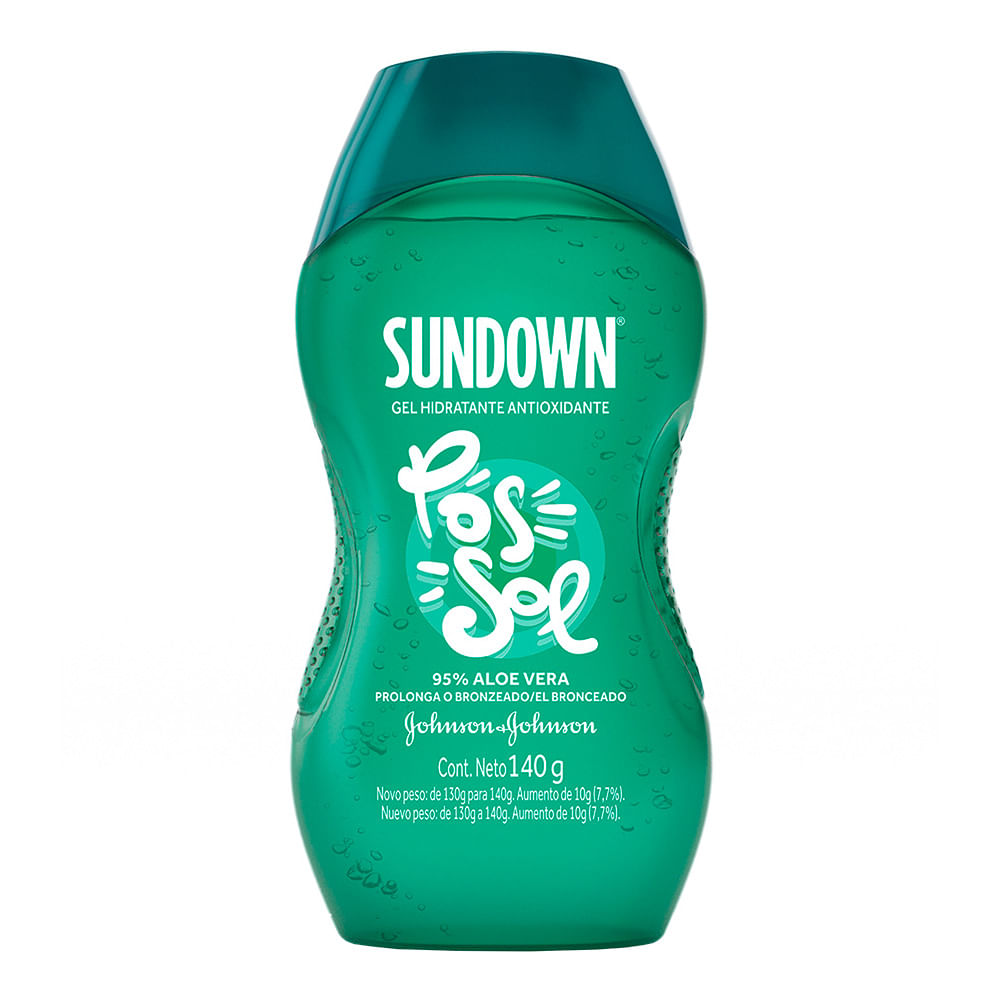 SUNDOWN®
GEL HIDRATANTE ANTIOXIDANTE
Pós
Sol
95% ALOE VERA
PROLONGA O BRONZEADO/EL BRONCEADO
Johnson & Johnson
Cont. Neto 140 g
Novo peso: de 130g para 140g. Aumento de 10g (7,7%).
Nuevo peso: de 130g a 140g. Aumento de 10g (7,7%).